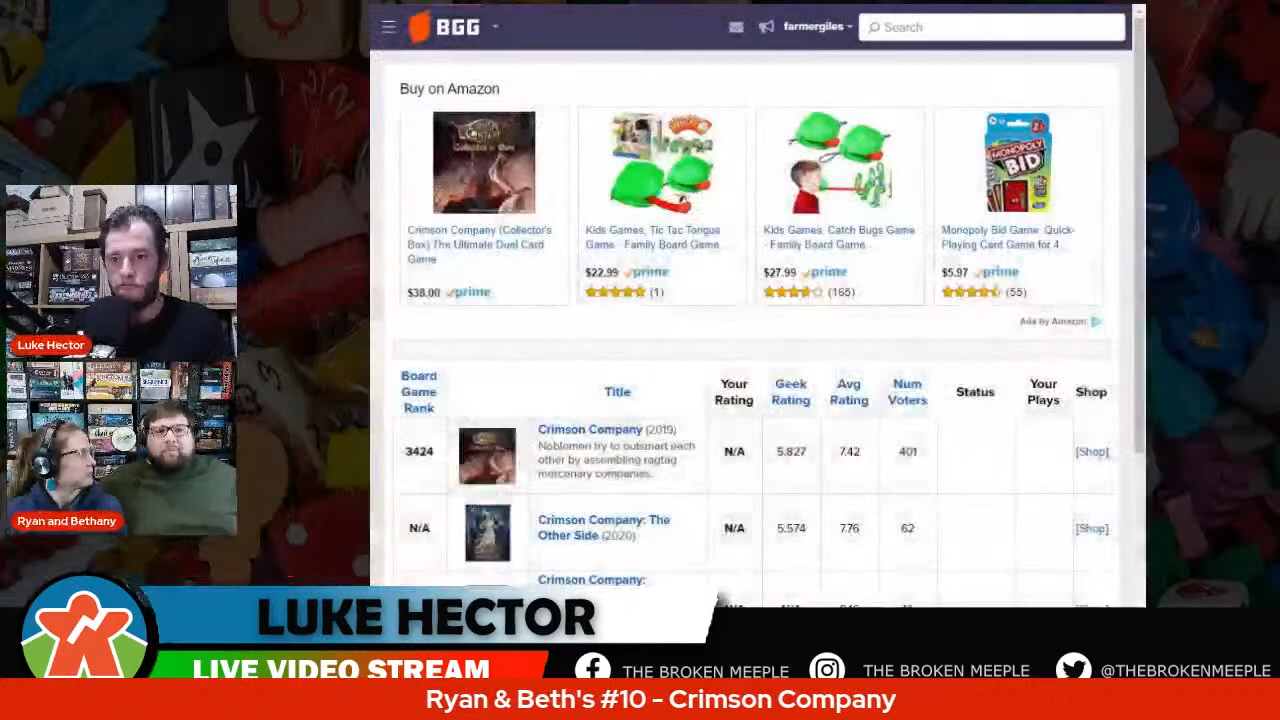 BGG
farmergiles
Search
Buy on Amazon
Crimson Company (Collector's
Box) The Ultimate Duel Card
Game
$38.00 prime
Kids Games, Tic Tac Tongue
Game - Family Board Game...
$22.99 prime
(1)
Kids Games, Catch Bugs Game
- Family Board Game...
$27.99 prime
(165)
MONOPOLY
BID
Monopoly Bid Game, Quick-
Playing Card Game for 4...
$5.97 prime
(55)
Ads by Amazon
Board
Game
Rank
Title
Your
Rating
Geek
Rating
Avg
Rating
Num
Voters
Status
Your
Plays
Shop
3424
Crimson Company (2019)
Noblemen try to outsmart each
other by assembling ragtag
mercenary companies.
N/A
5.827
7.42
401
[Shop]
N/A
Crimson Company: The
Other Side (2020)
N/A
5.574
7.76
62
[Shop]
Crimson Company:
Luke Hector
Ryan and Bethany
LUKE HECTOR
LIVE VIDEO STREAM
THE BROKEN MEEPLE
THE BROKEN MEEPLE
@THEBROKENMEEPLE
Ryan & Beth's #10 - Crimson Company